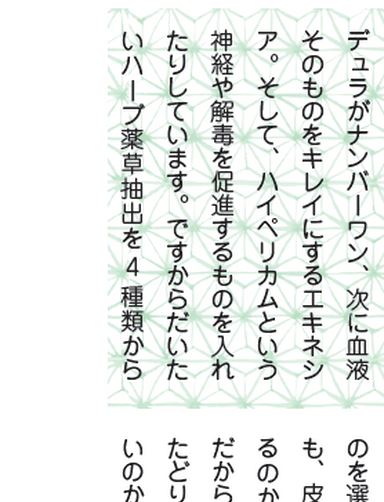 デュラがナンバーワン、次に血液
そのものをキレイにするエキネシ
ア。そして、ハイペリカムという
神経や解毒を促進するものを入れ
たりしています。ですからだいた
いハーブ薬草抽出を4種類から
のを選
も、皮
るのか
だから
たどり
いのか